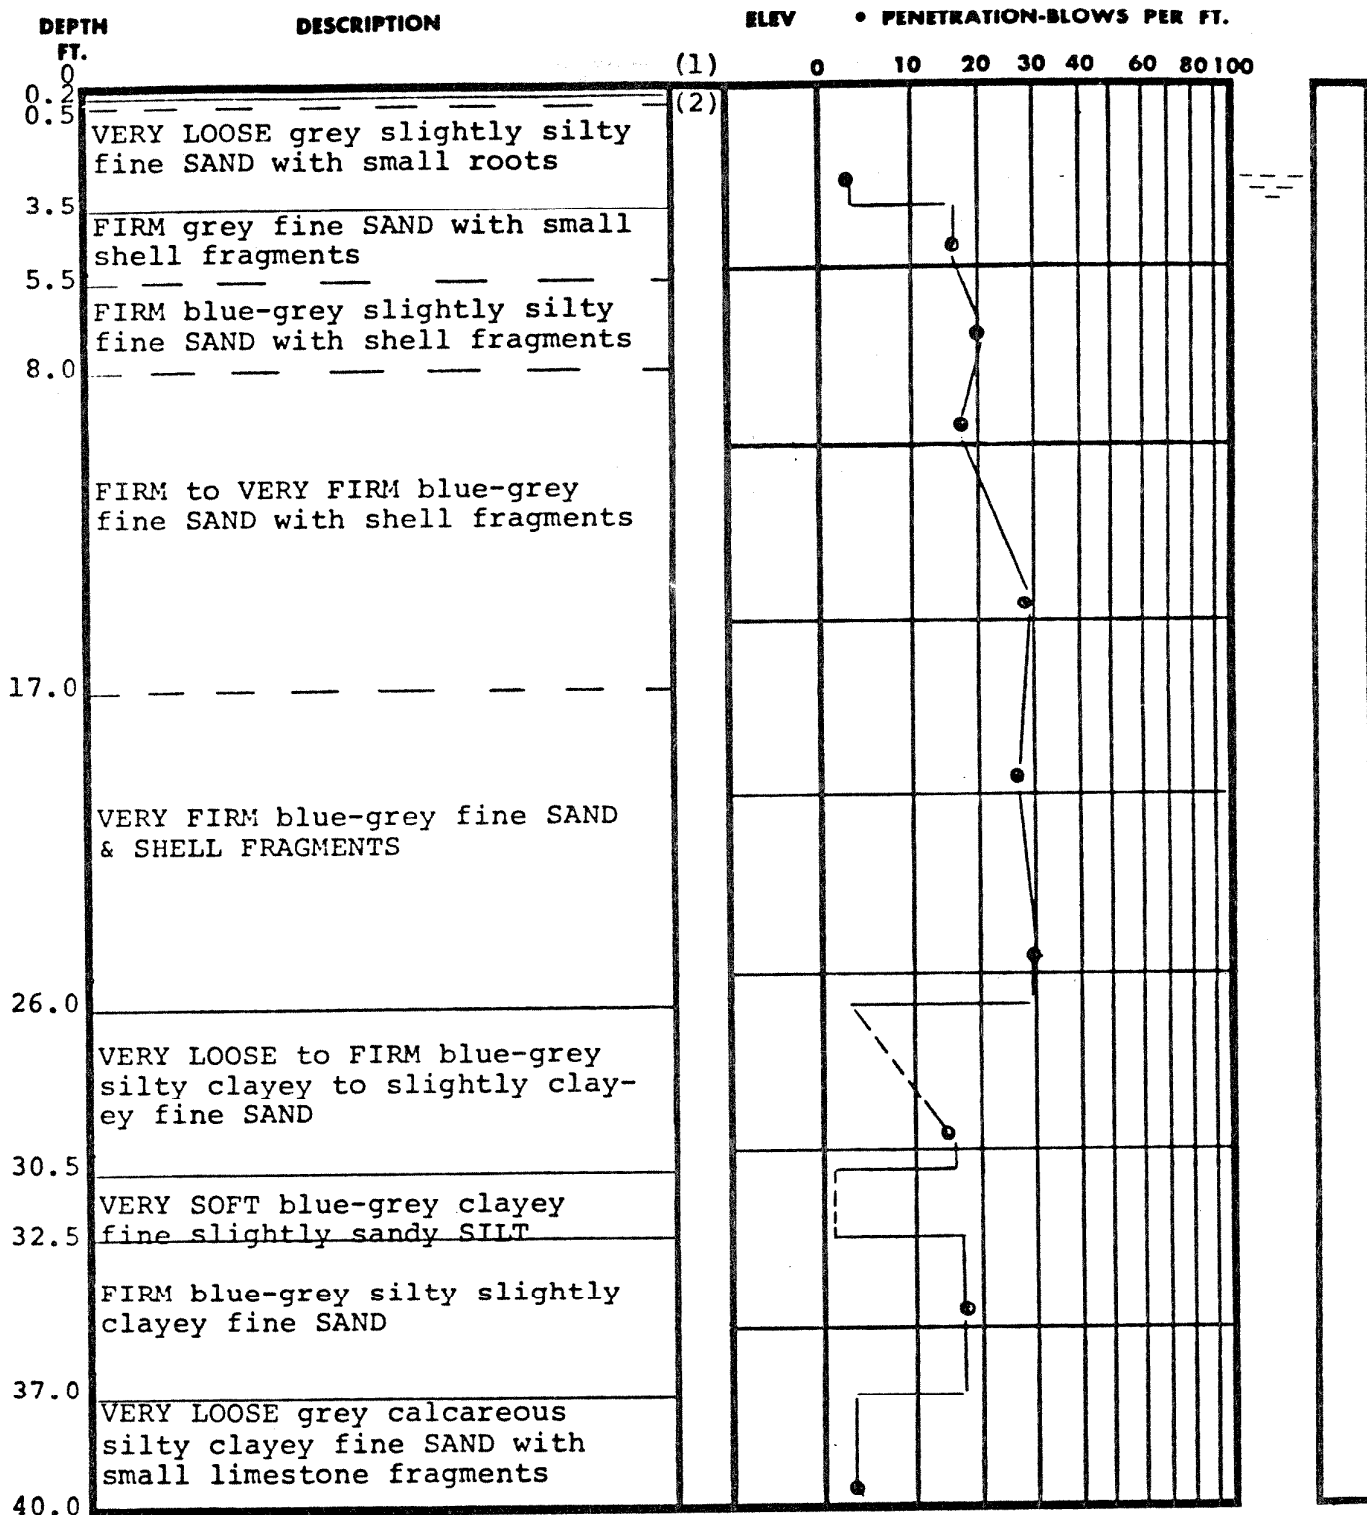 DEPTH FT. DESCRIPTION ELEV • PENETRATION-BLOWS PER FT.
0 (1) 0 10 20 30 40 60 80 100
0.2 (2)
0.5
VERY LOOSE grey slightly silty
fine SAND with small roots
3.5
FIRM grey fine SAND with small
shell fragments
5.5
FIRM blue-grey slightly silty
fine SAND with shell fragments
8.0
FIRM to VERY FIRM blue-grey
fine SAND with shell fragments
17.0
VERY FIRM blue-grey fine SAND
& SHELL FRAGMENTS
26.0
VERY LOOSE to FIRM blue-grey
silty clayey to slightly clay-
ey fine SAND
30.5
VERY SOFT blue-grey clayey
fine slightly sandy SILT
32.5
FIRM blue-grey silty slightly
clayey fine SAND
37.0
VERY LOOSE grey calcareous
silty clayey fine SAND with
small limestone fragments
40.0